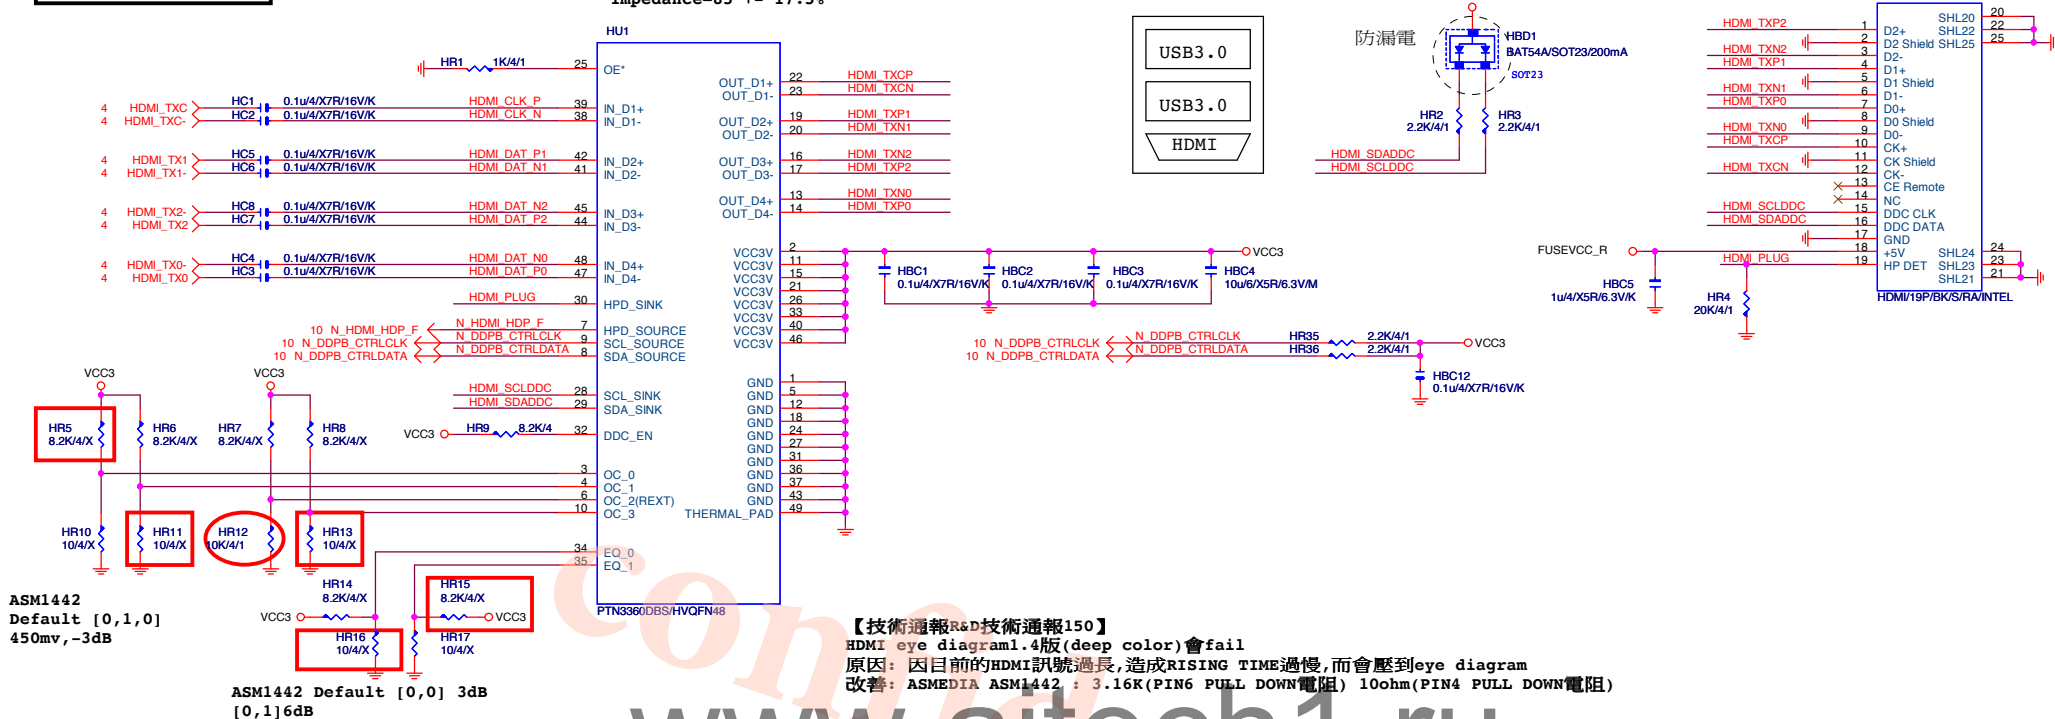 HU1
HR1 1K/4/1 25 OE*
4 HDMI_TXC HC1 0.1u/4/X7R/16V/K HDMI_CLK_P 39 IN_D1+
4 HDMI_TXC- HC2 0.1u/4/X7R/16V/K HDMI_CLK_N 38 IN_D1-
4 HDMI_TX1 HC5 0.1u/4/X7R/16V/K HDMI_DAT_P1 42 IN_D2+
4 HDMI_TX1- HC6 0.1u/4/X7R/16V/K HDMI_DAT_N1 41 IN_D2-
4 HDMI_TX2- HC8 0.1u/4/X7R/16V/K HDMI_DAT_N2 45 IN_D3+
4 HDMI_TX2 HC7 0.1u/4/X7R/16V/K HDMI_DAT_P2 44 IN_D3-
4 HDMI_TX0- HC4 0.1u/4/X7R/16V/K HDMI_DAT_N0 48 IN_D4+
4 HDMI_TX0 HC3 0.1u/4/X7R/16V/K HDMI_DAT_P0 47 IN_D4-
HDMI_PLUG 30 HPD_SINK
10 N_HDMI_HDP_F N_HDMI_HDP_F 7 HPD_SOURCE
10 N_DDPB_CTRLCLK N_DDPB_CTRLCLK 9 SCL_SOURCE
10 N_DDPB_CTRLDATA N_DDPB_CTRLDATA 8 SDA_SOURCE
HDMI_SCLDDC 28 SCL_SINK
HDMI_SDADDC 29 SDA_SINK
VCC3 HR9 8.2K/4 32 DDC_EN
3 OC_0
4 OC_1
6 OC_2(REXT)
10 OC_3
34 EQ_0
35 EQ_1
PTN3360DBS/HVQFN48
OUT_D1+ 22 HDMI_TXCP
OUT_D1- 23 HDMI_TXCN
OUT_D2+ 19 HDMI_TXP1
OUT_D2- 20 HDMI_TXN1
OUT_D3+ 16 HDMI_TXN2
OUT_D3- 17 HDMI_TXP2
OUT_D4+ 13 HDMI_TXN0
OUT_D4- 14 HDMI_TXP0
VCC3V 2
VCC3V 11
VCC3V 15
VCC3V 21
VCC3V 26
VCC3V 33
VCC3V 40
VCC3V 46
GND 1
GND 5
GND 12
GND 18
GND 24
GND 27
GND 31
GND 36
GND 37
GND 43
THERMAL_PAD 49
VCC3 VCC3
HR5 8.2K/4/X
HR6 8.2K/4/X
HR7 8.2K/4/X
HR8 8.2K/4/X
HR10 10/4/X
HR11 10/4/X
HR12 10K/4/1
HR13 10/4/X
VCC3 HR14 8.2K/4/X
HR15 8.2K/4/X VCC3
HR16 10/4/X
HR17 10/4/X
ASM1442
Default [0,1,0]
450mv,-3dB
ASM1442 Default [0,0] 3dB
[0,1]6dB
HBC1 0.1u/4/X7R/16V/K
HBC2 0.1u/4/X7R/16V/K
HBC3 0.1u/4/X7R/16V/K
HBC4 10u/6/X5R/6.3V/M
VCC3
10 N_DDPB_CTRLCLK N_DDPB_CTRLCLK HR35 2.2K/4/1 VCC3
10 N_DDPB_CTRLDATA N_DDPB_CTRLDATA HR36 2.2K/4/1
HBC12
0.1u/4/X7R/16V/K
USB3.0
USB3.0
HDMI
防漏電
HBD1
BAT54A/SOT23/200mA
SOT23
HR2 2.2K/4/1
HR3 2.2K/4/1
HDMI_SDADDC
HDMI_SCLDDC
HDMI_TXP2 1 D2+
2 D2 Shield
HDMI_TXN2 3 D2-
HDMI_TXP1 4 D1+
5 D1 Shield
HDMI_TXN1 6 D1-
HDMI_TXP0 7 D0+
8 D0 Shield
HDMI_TXN0 9 D0-
HDMI_TXCP 10 CK+
11 CK Shield
HDMI_TXCN 12 CK-
13 CE Remote
14 NC
HDMI_SCLDDC 15 DDC CLK
HDMI_SDADDC 16 DDC DATA
17 GND
FUSEVCC_R 18 +5V
HDMI_PLUG 19 HP DET
SHL20 20
SHL22 22
SHL25 25
SHL24 24
SHL23 23
SHL21 21
HDMI/19P/BK/S/RA/INTEL
HBC5
1u/4/X5R/6.3V/K
HR4
20K/4/1
【技術通報R&D技術通報150】
HDMI eye diagram1.4版(deep color)會fail
原因: 因目前的HDMI訊號過長,造成RISING TIME過慢,而會壓到eye diagram
改善: ASMEDIA ASM1442 : 3.16K(PIN6 PULL DOWN電阻) 10ohm(PIN4 PULL DOWN電阻)